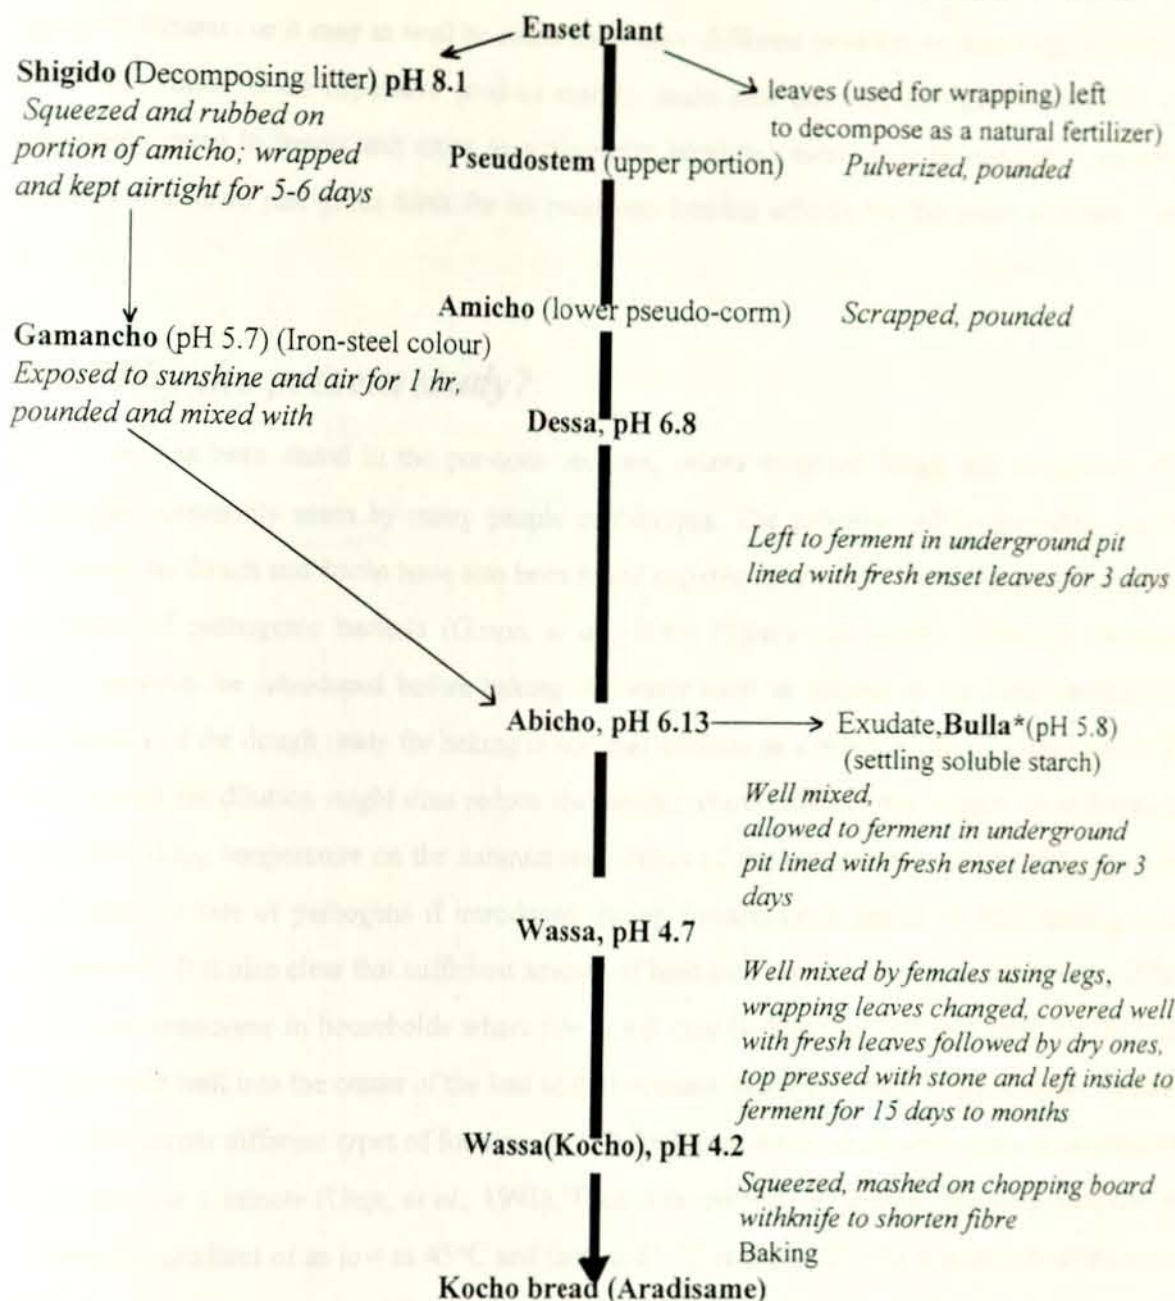 Enset plant
Shigido (Decomposing litter) pH 8.1
Squeezed and rubbed on
portion of amicho; wrapped
and kept airtight for 5-6 days
leaves (used for wrapping) left
to decompose as a natural fertilizer)
Pseudostem (upper portion) Pulverized, pounded
Amicho (lower pseudo-corm) Scrapped, pounded
Gamancho (pH 5.7) (Iron-steel colour)
Exposed to sunshine and air for 1 hr,
pounded and mixed with
Dessa, pH 6.8
Left to ferment in underground pit
lined with fresh enset leaves for 3 days
Abicho, pH 6.13 Exudate,Bulla*(pH 5.8)
(settling soluble starch)
Well mixed,
allowed to ferment in underground
pit lined with fresh enset leaves for 3
days
Wassa, pH 4.7
Well mixed by females using legs,
wrapping leaves changed, covered well
with fresh leaves followed by dry ones,
top pressed with stone and left inside to
ferment for 15 days to months
Wassa(Kocho), pH 4.2
Squeezed, mashed on chopping board
withknife to shorten fibre
Baking
Kocho bread (Aradisame)